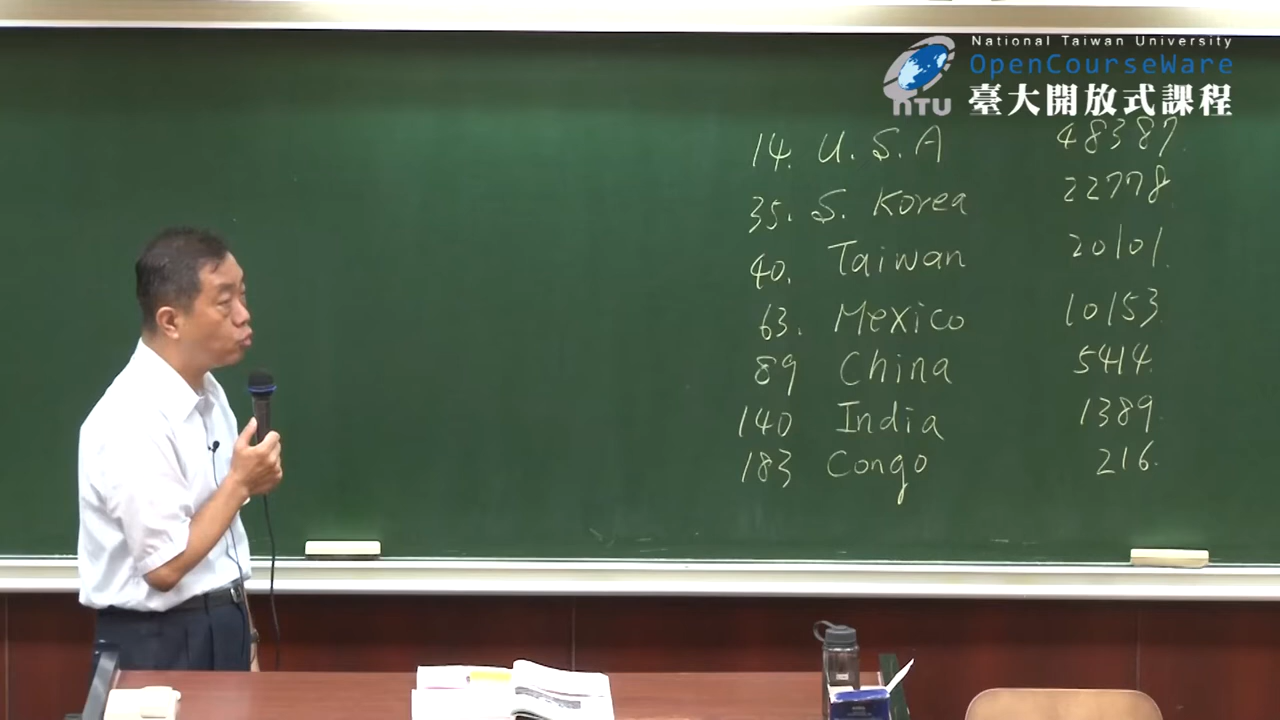 National Taiwan University
OpenCourseWare
NTU 臺大開放式課程
14. U.S.A 48387.
35. S. Korea 22778.
40. Taiwan 20101.
63. Mexico 10153.
89 China 5414.
140 India 1389.
183 Congo 216.